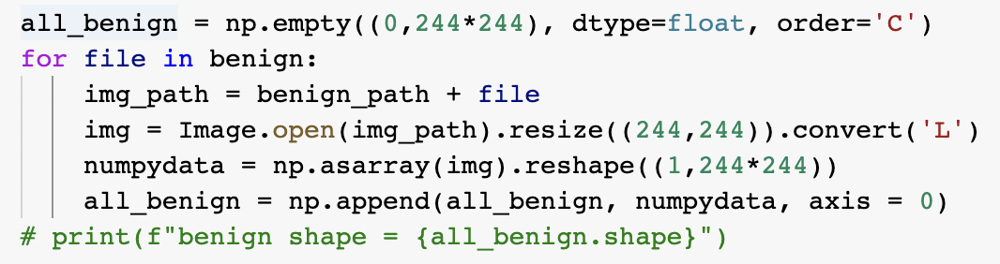 all_benign = np.empty((0,244*244), dtype=float, order='C')
for file in benign:
    img_path = benign_path + file
    img = Image.open(img_path).resize((244,244)).convert('L')
    numpydata = np.asarray(img).reshape((1,244*244))
    all_benign = np.append(all_benign, numpydata, axis = 0)
# print(f"benign shape = {all_benign.shape}")